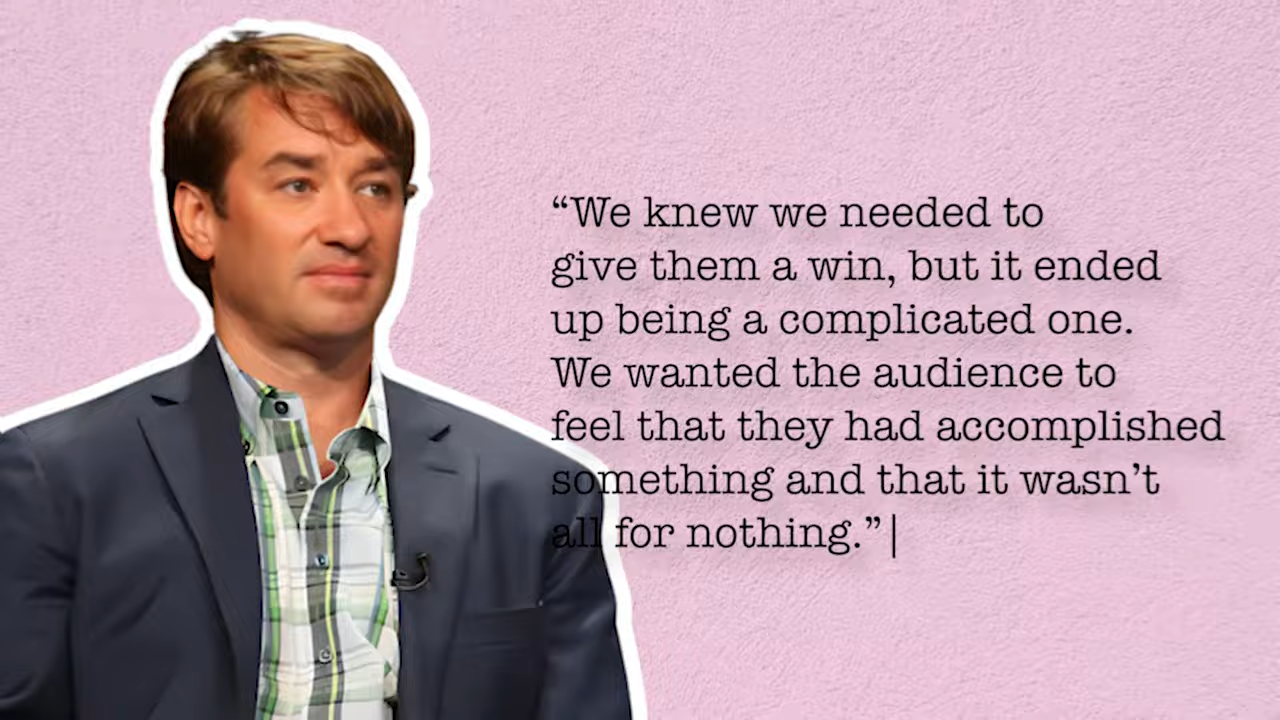 “We knew we needed to
give them a win, but it ended
up being a complicated one.
We wanted the audience to
feel that they had accomplished
something and that it wasn’t
all for nothing.”|